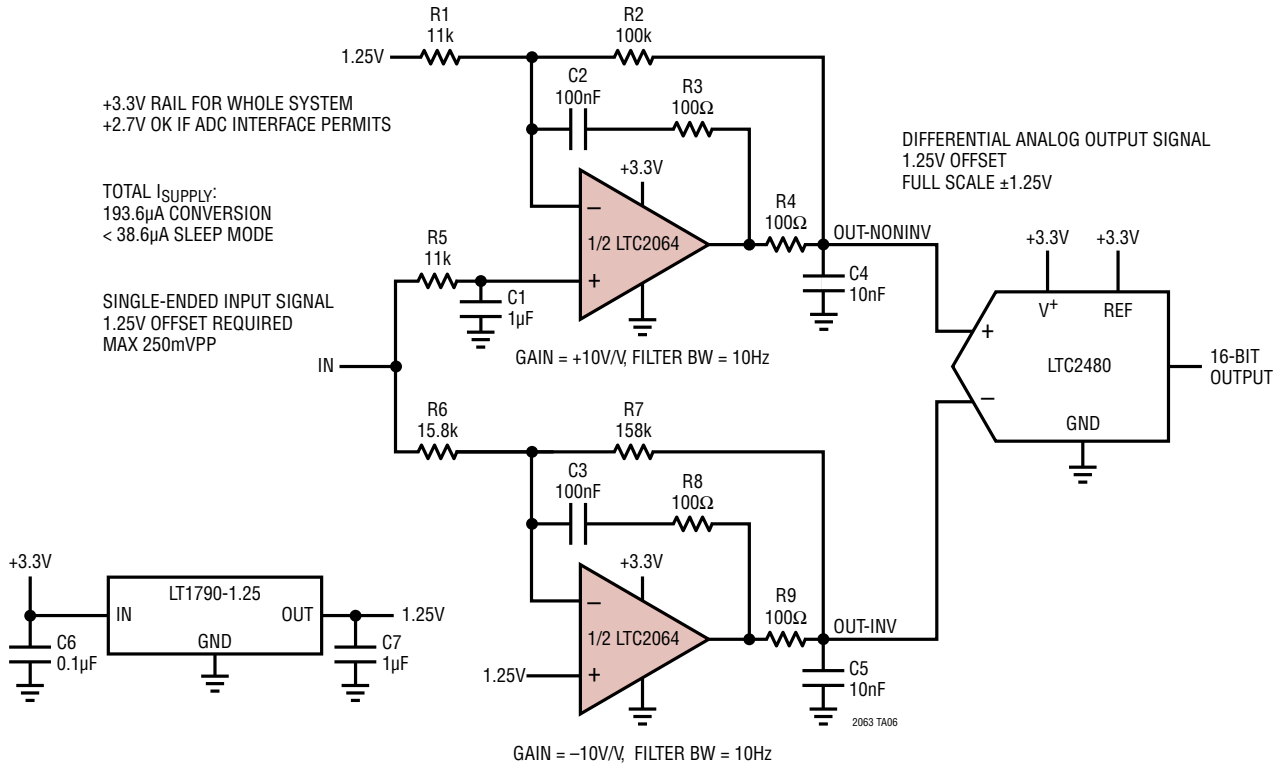 R1
11k
R2
100k
1.25V
C2
100nF
R3
100Ω
+3.3V RAIL FOR WHOLE SYSTEM
+2.7V OK IF ADC INTERFACE PERMITS
DIFFERENTIAL ANALOG OUTPUT SIGNAL
1.25V OFFSET
FULL SCALE ±1.25V
+3.3V
TOTAL ISUPPLY:
193.6µA CONVERSION
< 38.6µA SLEEP MODE
–
1/2 LTC2064
+
R4
100Ω
OUT-NONINV
R5
11k
C1
1µF
C4
10nF
+3.3V
+3.3V
V+
REF
+
LTC2480
–
GND
16-BIT
OUTPUT
SINGLE-ENDED INPUT SIGNAL
1.25V OFFSET REQUIRED
MAX 250mVPP
GAIN = +10V/V, FILTER BW = 10Hz
IN
R6
15.8k
R7
158k
C3
100nF
R8
100Ω
+3.3V
–
1/2 LTC2064
+
1.25V
R9
100Ω
OUT-INV
C5
10nF
2063 TA06
+3.3V
LT1790-1.25
IN
OUT
GND
1.25V
C6
0.1µF
C7
1µF
GAIN = –10V/V, FILTER BW = 10Hz